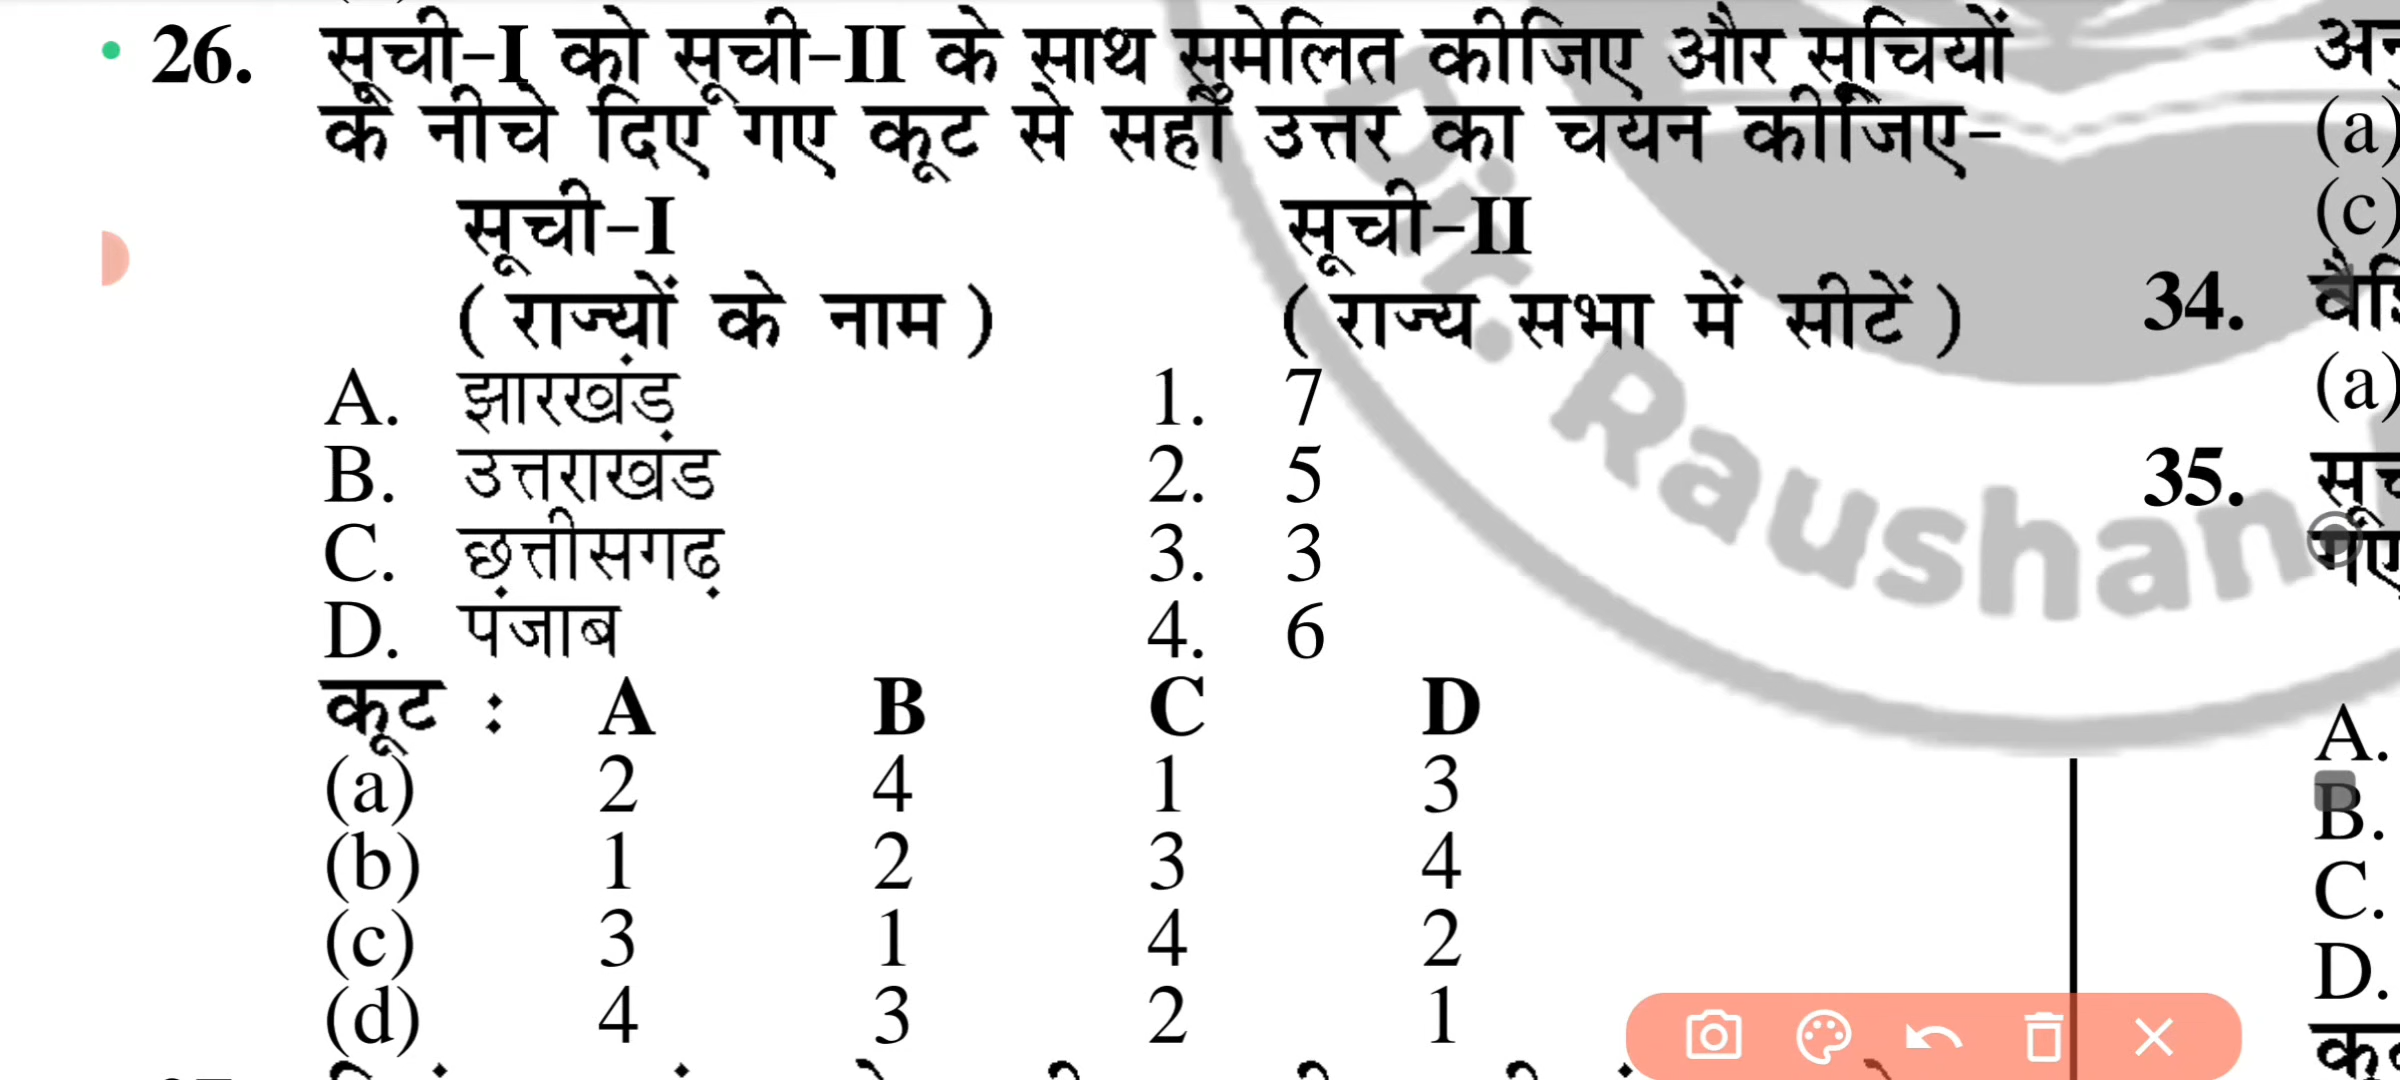 26. सूची-I को सूची-II के साथ सुमेलित कीजिए और सूचियों
के नीचे दिए गए कूट से सही उत्तर का चयन कीजिए-
सूची-I सूची-II
(राज्यों के नाम) (राज्य सभा में सीटें)
A. झारखंड 1. 7
B. उत्तराखंड 2. 5
C. छत्तीसगढ़ 3. 3
D. पंजाब 4. 6
कूट : A B C D
(a) 2 4 1 3
(b) 1 2 3 4
(c) 3 1 4 2
(d) 4 3 2 1
(a)
(c)
34.
(a)
35.
A.
B.
C.
D.
Dr. Raushan